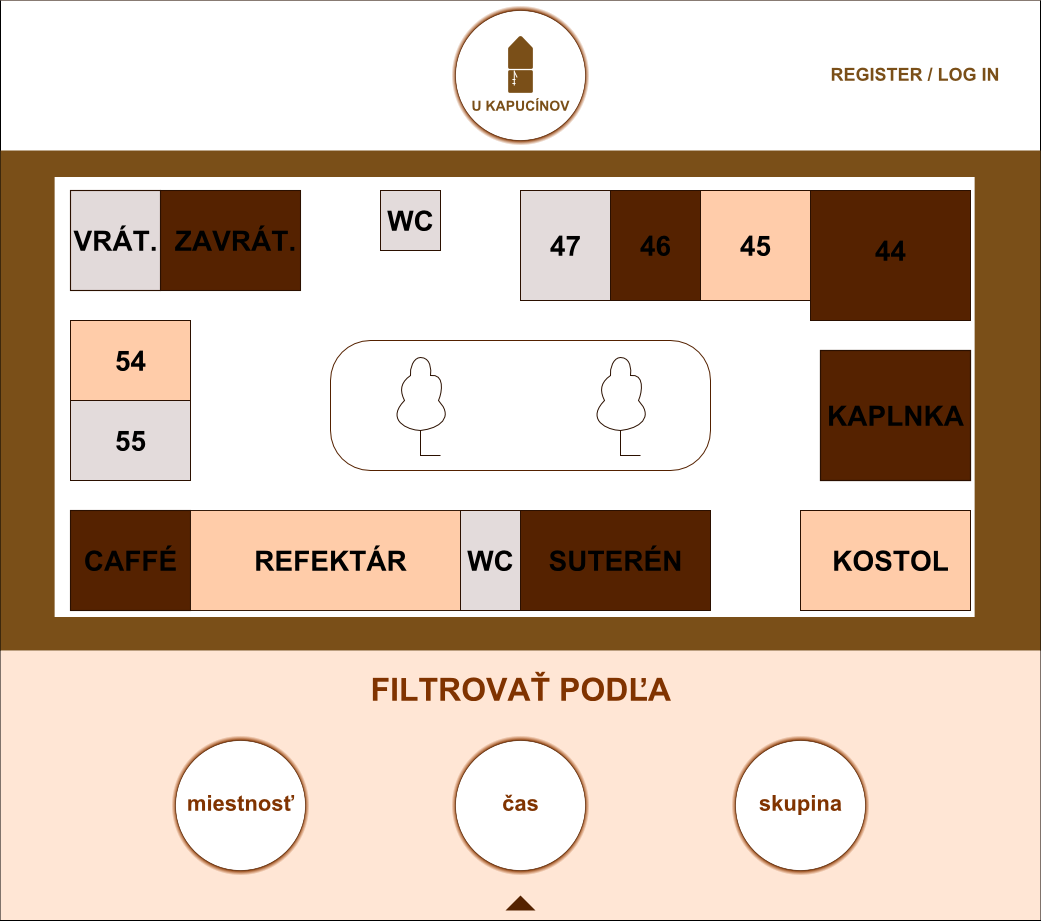 U KAPUCÍNOV
REGISTER / LOG IN
VRÁT.
ZAVRÁT.
WC
47
46
45
44
54
55
KAPLNKA
CAFFÉ
REFEKTÁR
WC
SUTERÉN
KOSTOL
FILTROVAŤ PODĽA
miestnosť
čas
skupina